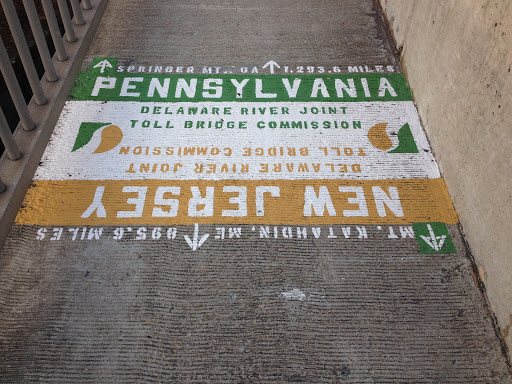 SPRINGER MT., GA ↑ 1,293.6 MILES
PENNSYLVANIA
DELAWARE RIVER JOINT
TOLL BRIDGE COMMISSION
DELAWARE RIVER JOINT
TOLL BRIDGE COMMISSION
NEW JERSEY
MT. KATAHDIN, ME ↑ 895.6 MILES